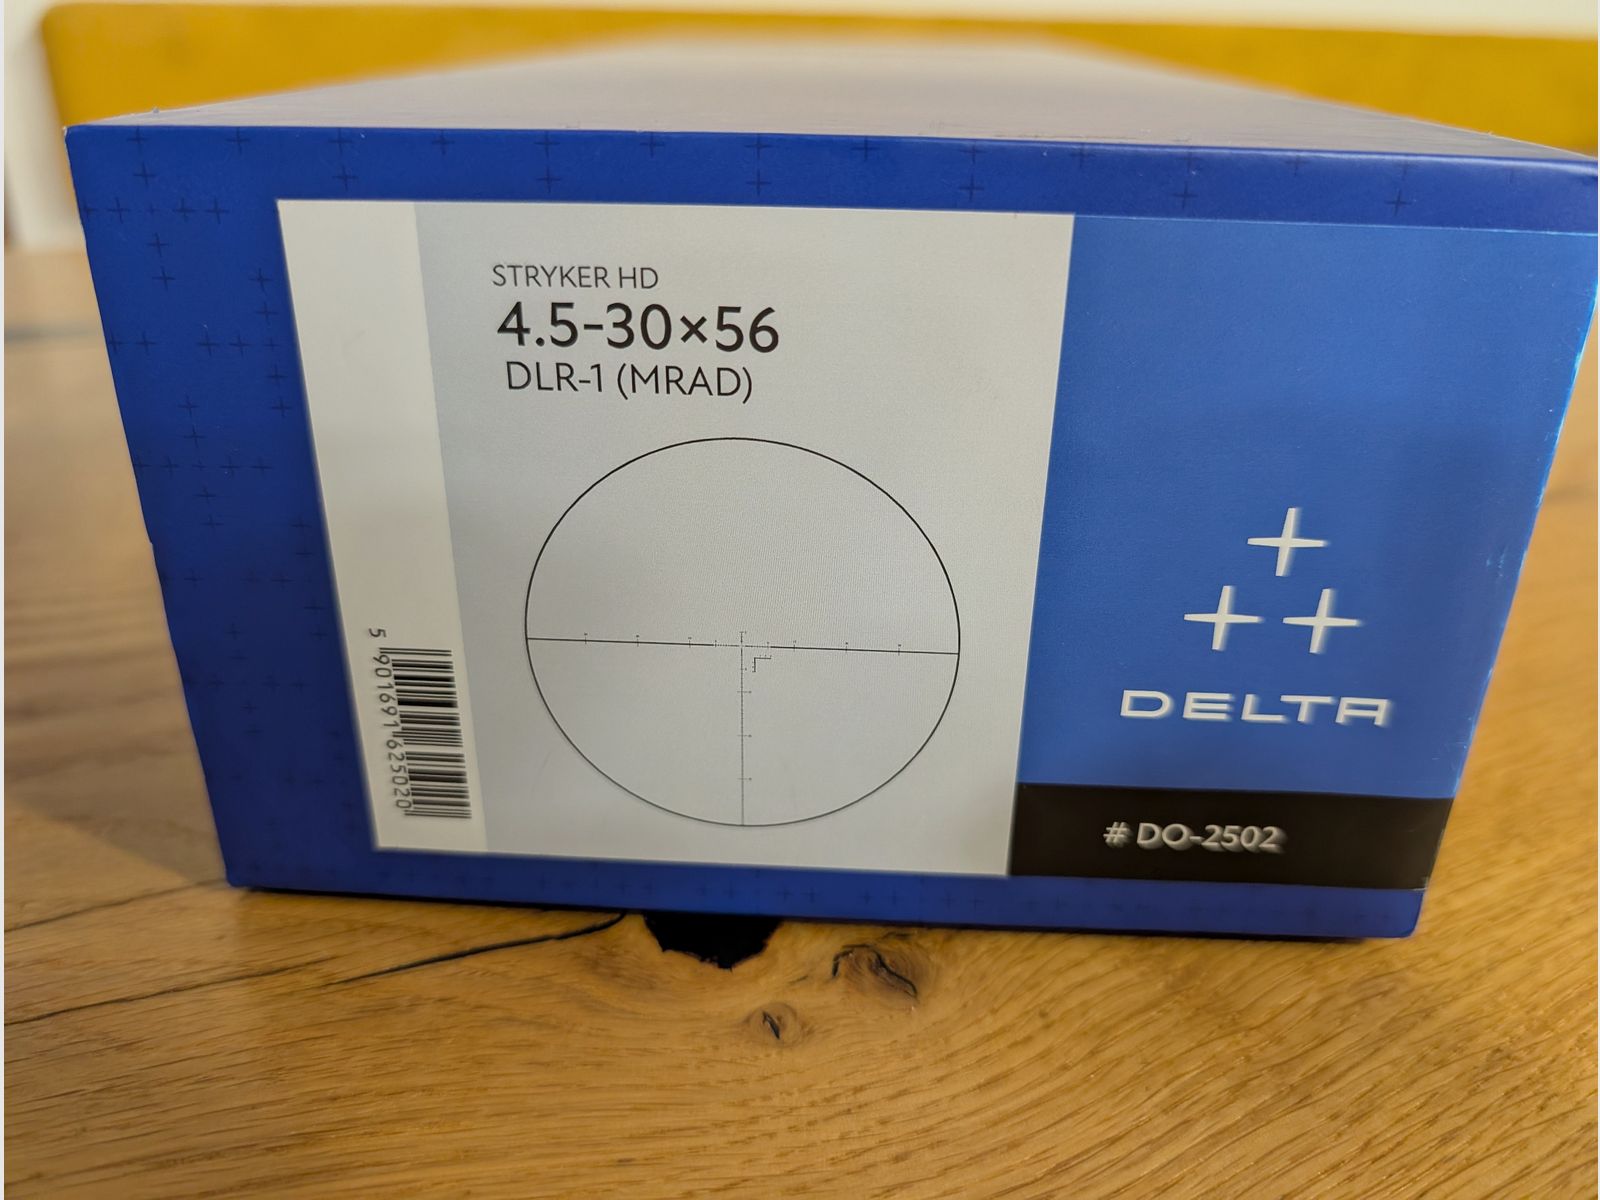 STRYKER HD
4.5-30×56
DLR-1 (MRAD)
5 901691 625020
DELTA
# DO-2502